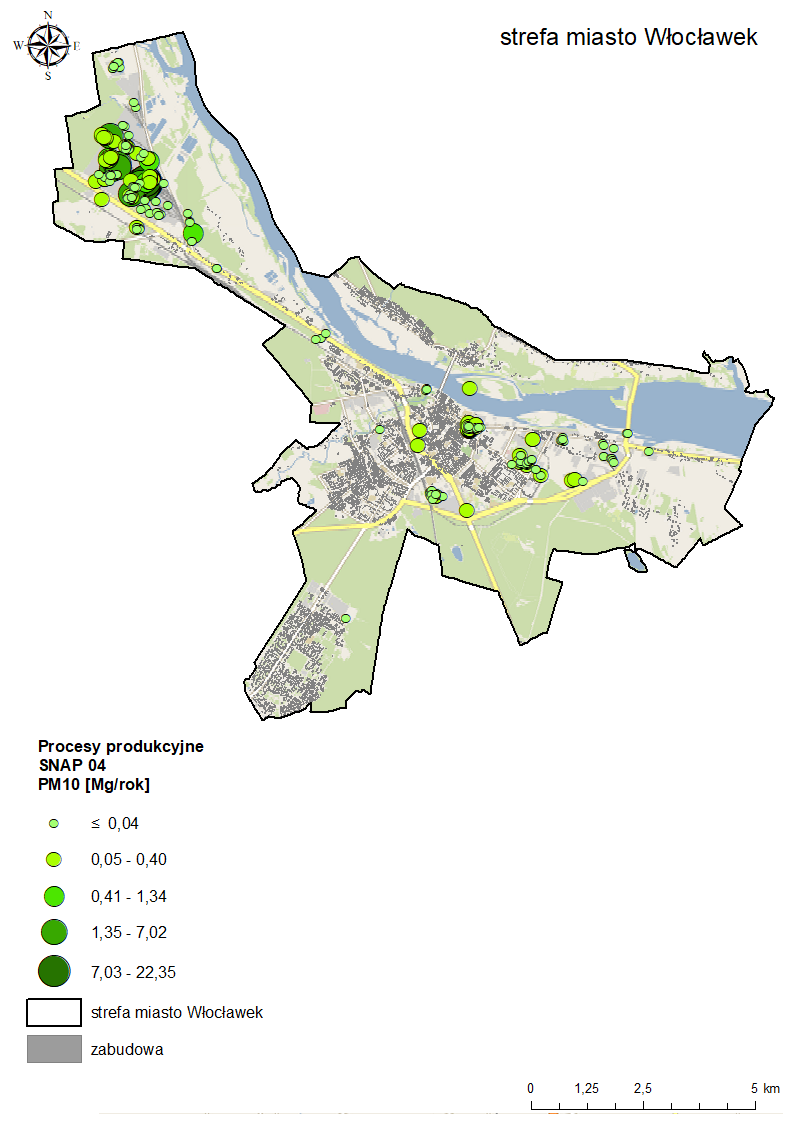 N
W E
S
strefa miasto Włocławek
Procesy produkcyjne
SNAP 04
PM10 [Mg/rok]
≤ 0,04
0,05 - 0,40
0,41 - 1,34
1,35 - 7,02
7,03 - 22,35
strefa miasto Włocławek
zabudowa
0 1,25 2,5 5 km